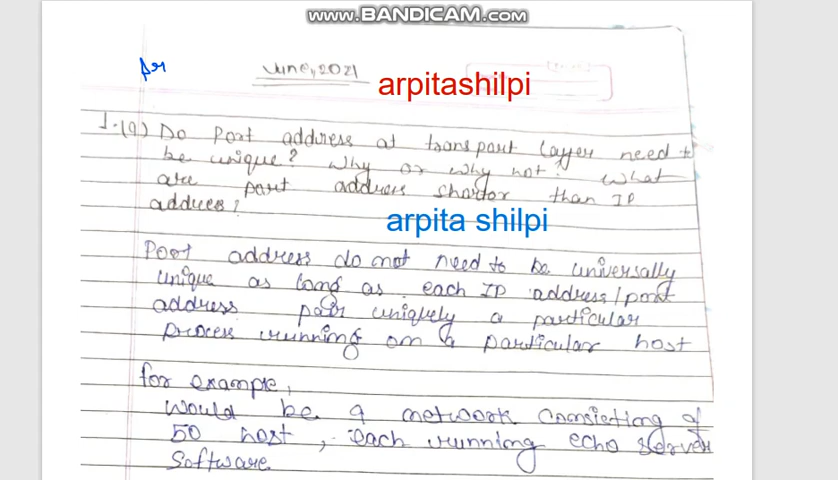 www.BANDICAM.com
Ar
June, 2021
arpitashilpi
1.(a) Do Port address at transport layer need to
be unique? Why or why not? What
are port address shorter than IP
address?
arpita shilpi
Port address do not need to be universally
unique as long as each IP address/port
address pair uniquely a particular
process running on a particular host
for example,
would be a network consisting of
50 host, each running echo server
software